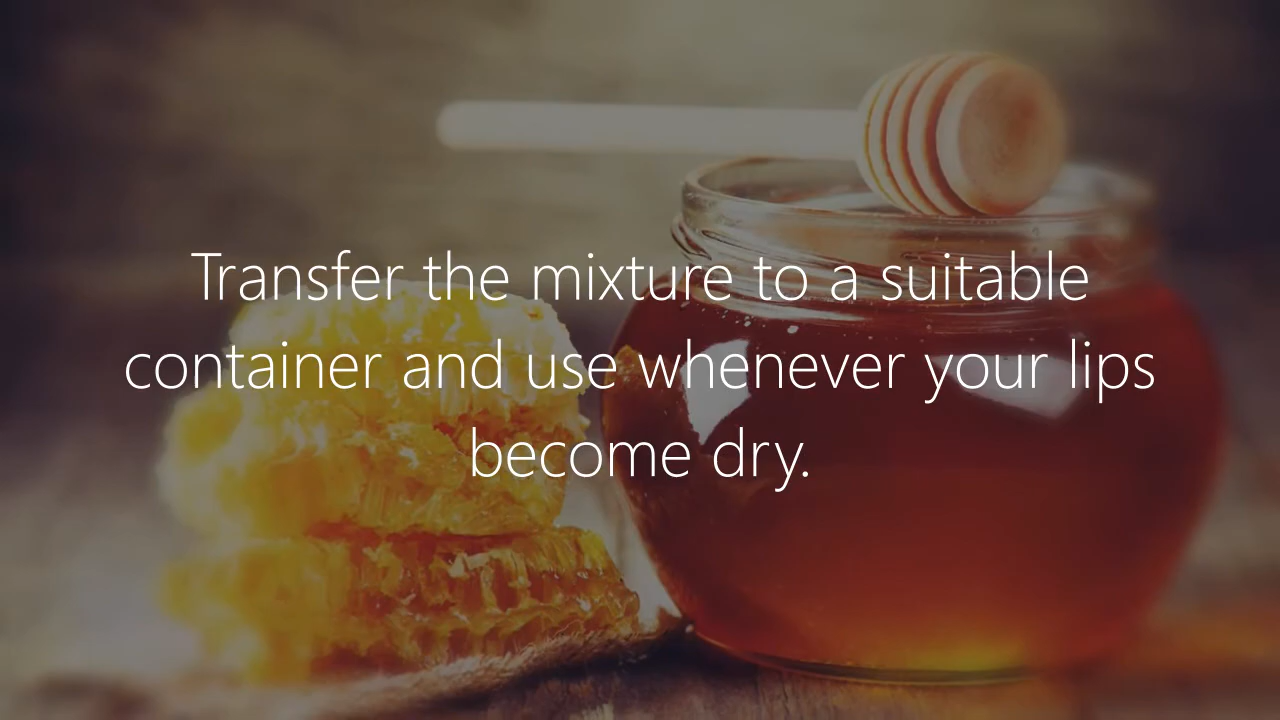 Transfer the mixture to a suitable
container and use whenever your lips
become dry.